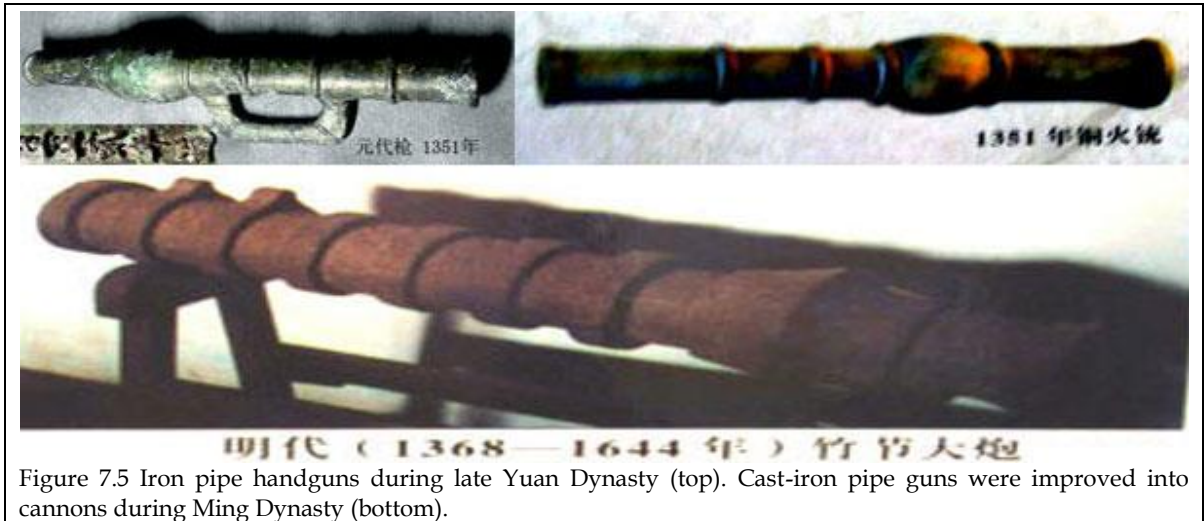 元代枪 1351年
1351 年铜火铳
明代（1368—1644 年）竹节大炮
Figure 7.5 Iron pipe handguns during late Yuan Dynasty (top). Cast-iron pipe guns were improved into
cannons during Ming Dynasty (bottom).